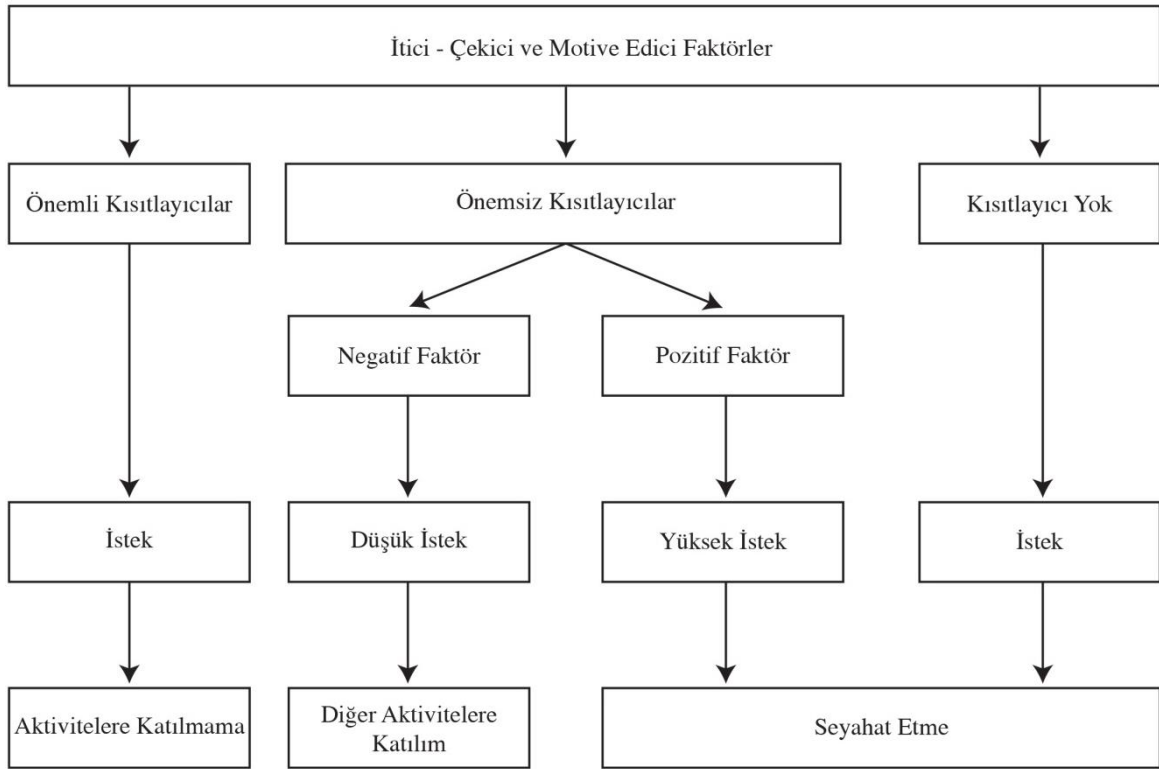 İtici - Çekici ve Motive Edici Faktörler
Önemli Kısıtlayıcılar
Önemsiz Kısıtlayıcılar
Kısıtlayıcı Yok
Negatif Faktör
Pozitif Faktör
İstek
Düşük İstek
Yüksek İstek
İstek
Aktivitelere Katılmama
Diğer Aktivitelere
Katılım
Seyahat Etme